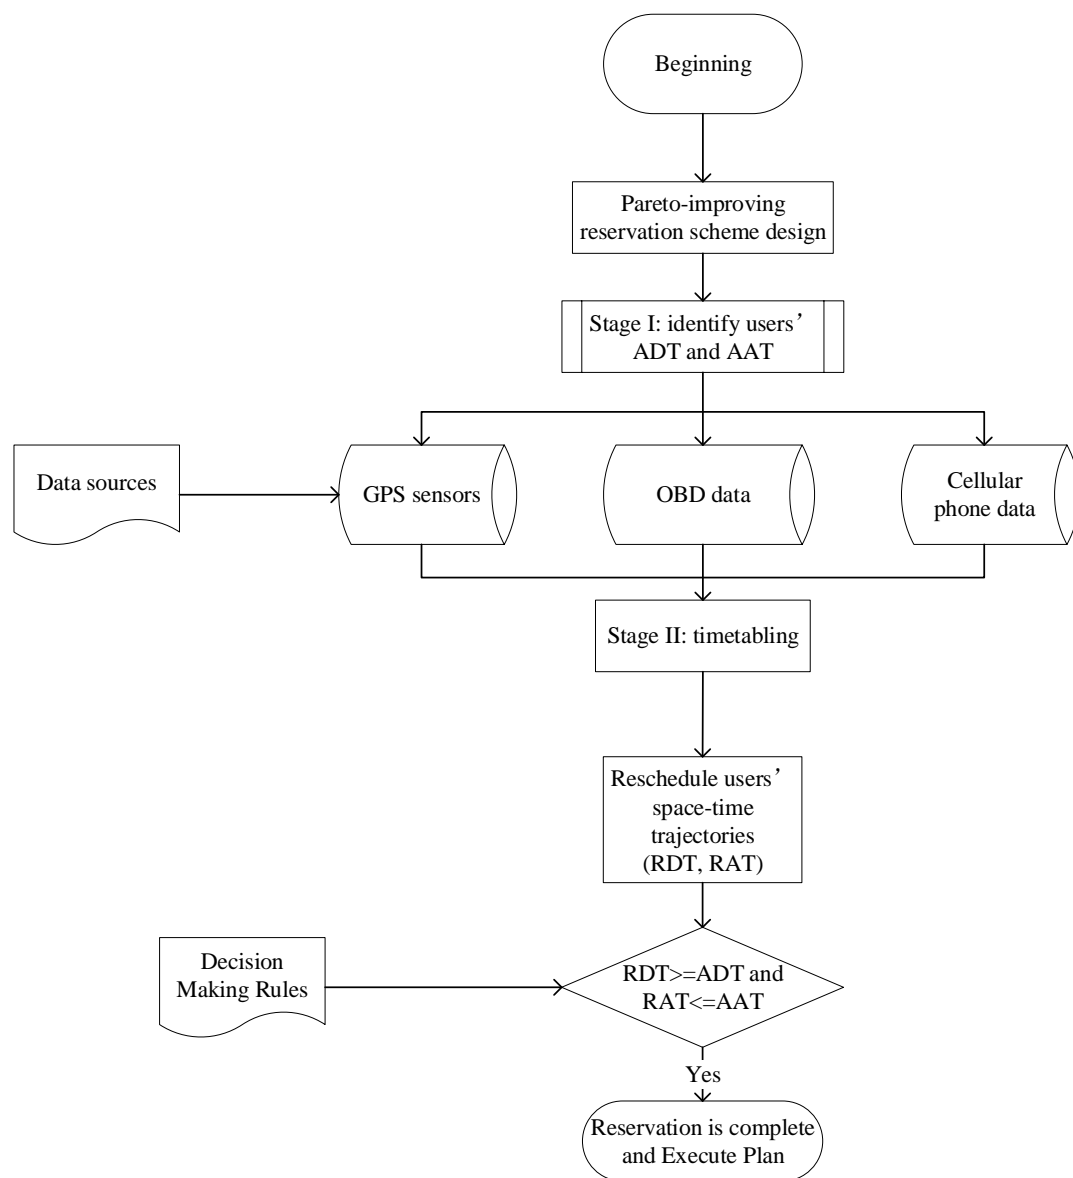 Beginning
Pareto-improving
reservation scheme design
Stage I: identify users’
ADT and AAT
Data sources
GPS sensors
OBD data
Cellular
phone data
Stage II: timetabling
Reschedule users’
space-time
trajectories
(RDT, RAT)
Decision
Making Rules
RDT>=ADT and
RAT<=AAT
Yes
Reservation is complete
and Execute Plan